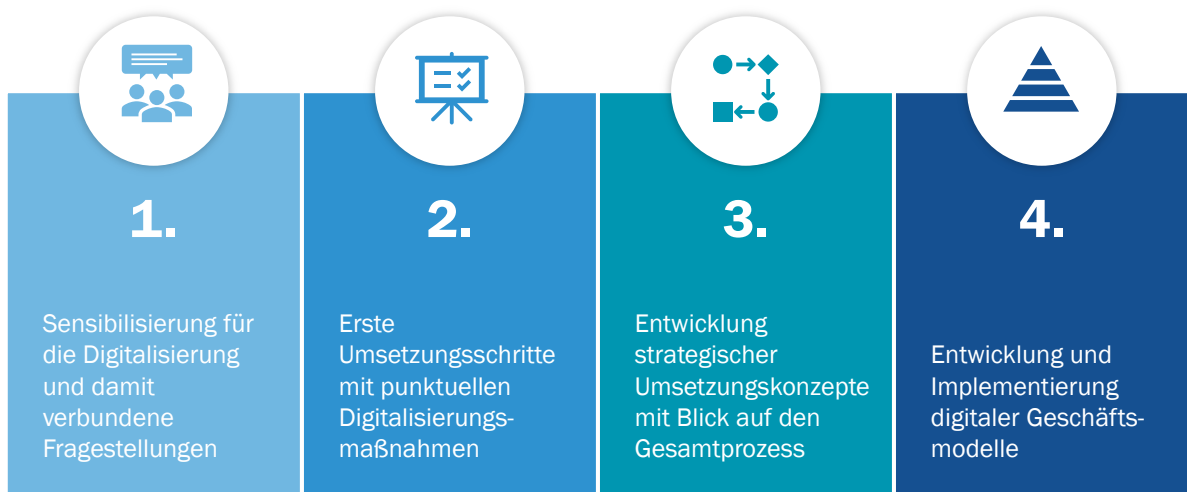 1.
Sensibilisierung für
die Digitalisierung
und damit
verbundene
Fragestellungen
2.
Erste
Umsetzungsschritte
mit punktuellen
Digitalisierungs-
maßnahmen
3.
Entwicklung
strategischer
Umsetzungskonzepte
mit Blick auf den
Gesamtprozess
4.
Entwicklung und
Implementierung
digitaler Geschäfts-
modelle